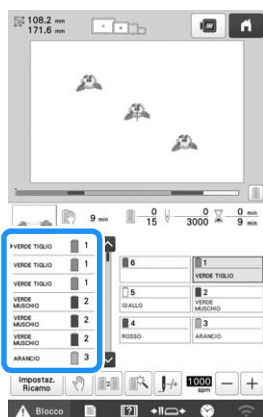 108.2 mm
171.6 mm
9 min
0
15
0
3000
0 min
9 min
VERDE TIGLIO 1
VERDE TIGLIO 1
VERDE TIGLIO 1
VERDE
MUSCHIO 2
VERDE
MUSCHIO 2
VERDE
MUSCHIO 2
ARANCIO 3
6
1
VERDE TIGLIO
5
GIALLO
2
VERDE
MUSCHIO
4
ROSSO
3
ARANCIO
Impostaz.
Ricamo
1000
spm
− +
Blocco
?